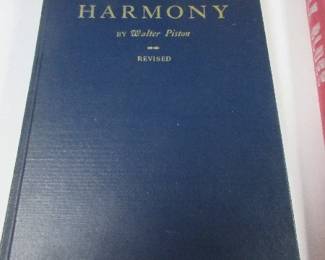 HARMONY
BY Walter Piston
REVISED